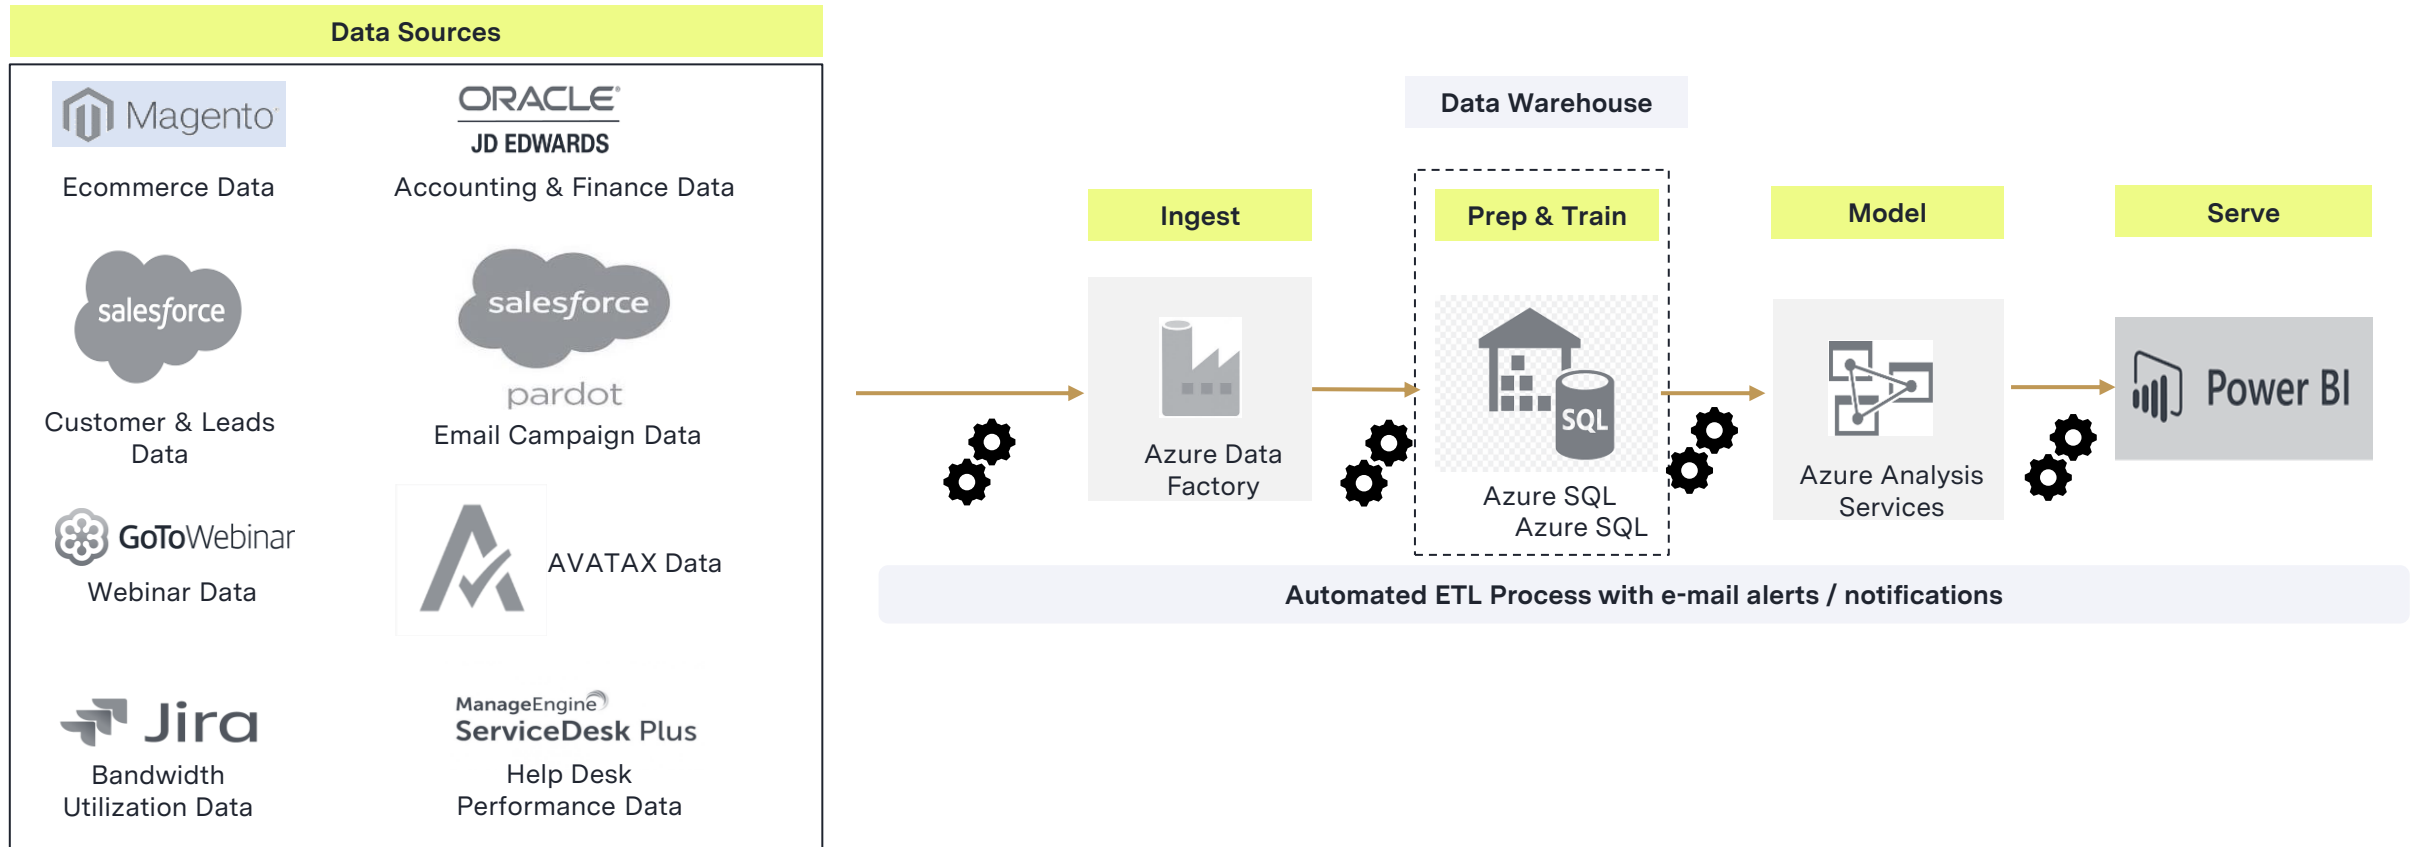 Data Sources
Magento
Ecommerce Data
ORACLE®
JD EDWARDS
Accounting & Finance Data
salesforce
Customer & Leads
Data
salesforce
pardot
Email Campaign Data
GoToWebinar
Webinar Data
AVATAX Data
Jira
Bandwidth
Utilization Data
ManageEngine
ServiceDesk Plus
Help Desk
Performance Data
Data Warehouse
Ingest
Azure Data
Factory
Prep & Train
SQL
Azure SQL
Azure SQL
Model
Azure Analysis
Services
Serve
Power BI
Automated ETL Process with e-mail alerts / notifications